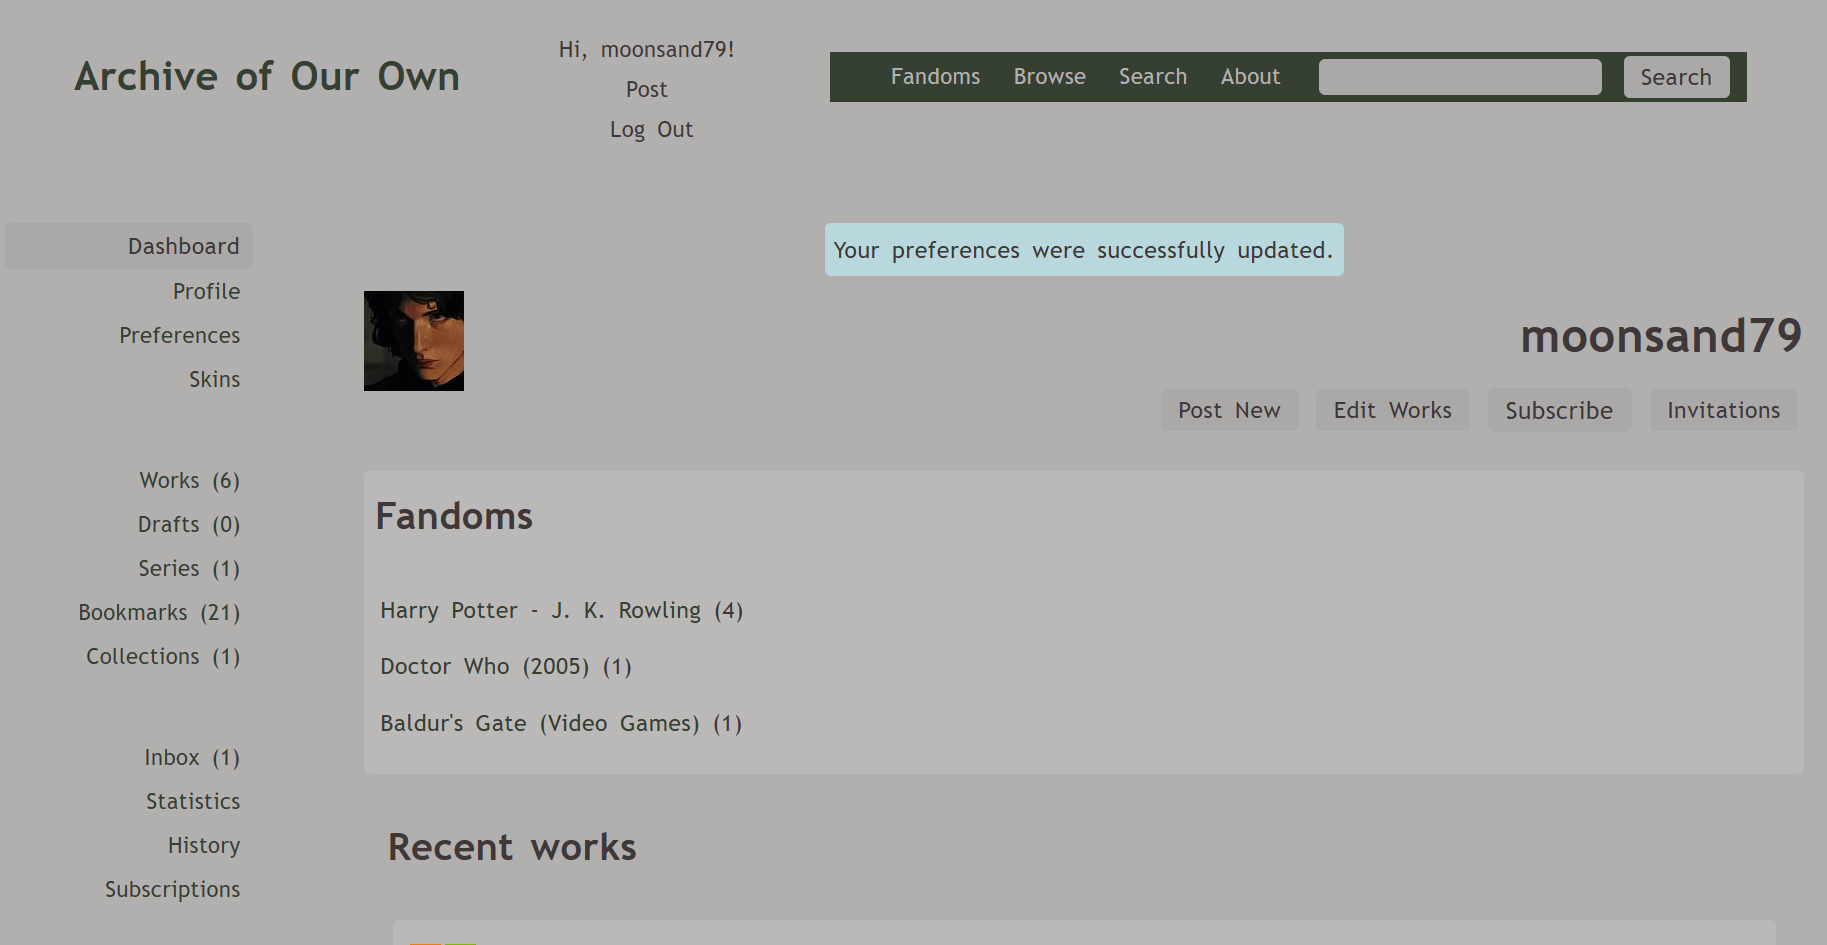 Archive of Our Own
Hi, moonsand79!
Post
Log Out
Fandoms Browse Search About Search
Your preferences were successfully updated.
Dashboard
Profile
Preferences
Skins
Works (6)
Drafts (0)
Series (1)
Bookmarks (21)
Collections (1)
Inbox (1)
Statistics
History
Subscriptions
moonsand79
Post New Edit Works Subscribe Invitations
Fandoms
Harry Potter - J. K. Rowling (4)
Doctor Who (2005) (1)
Baldur's Gate (Video Games) (1)
Recent works